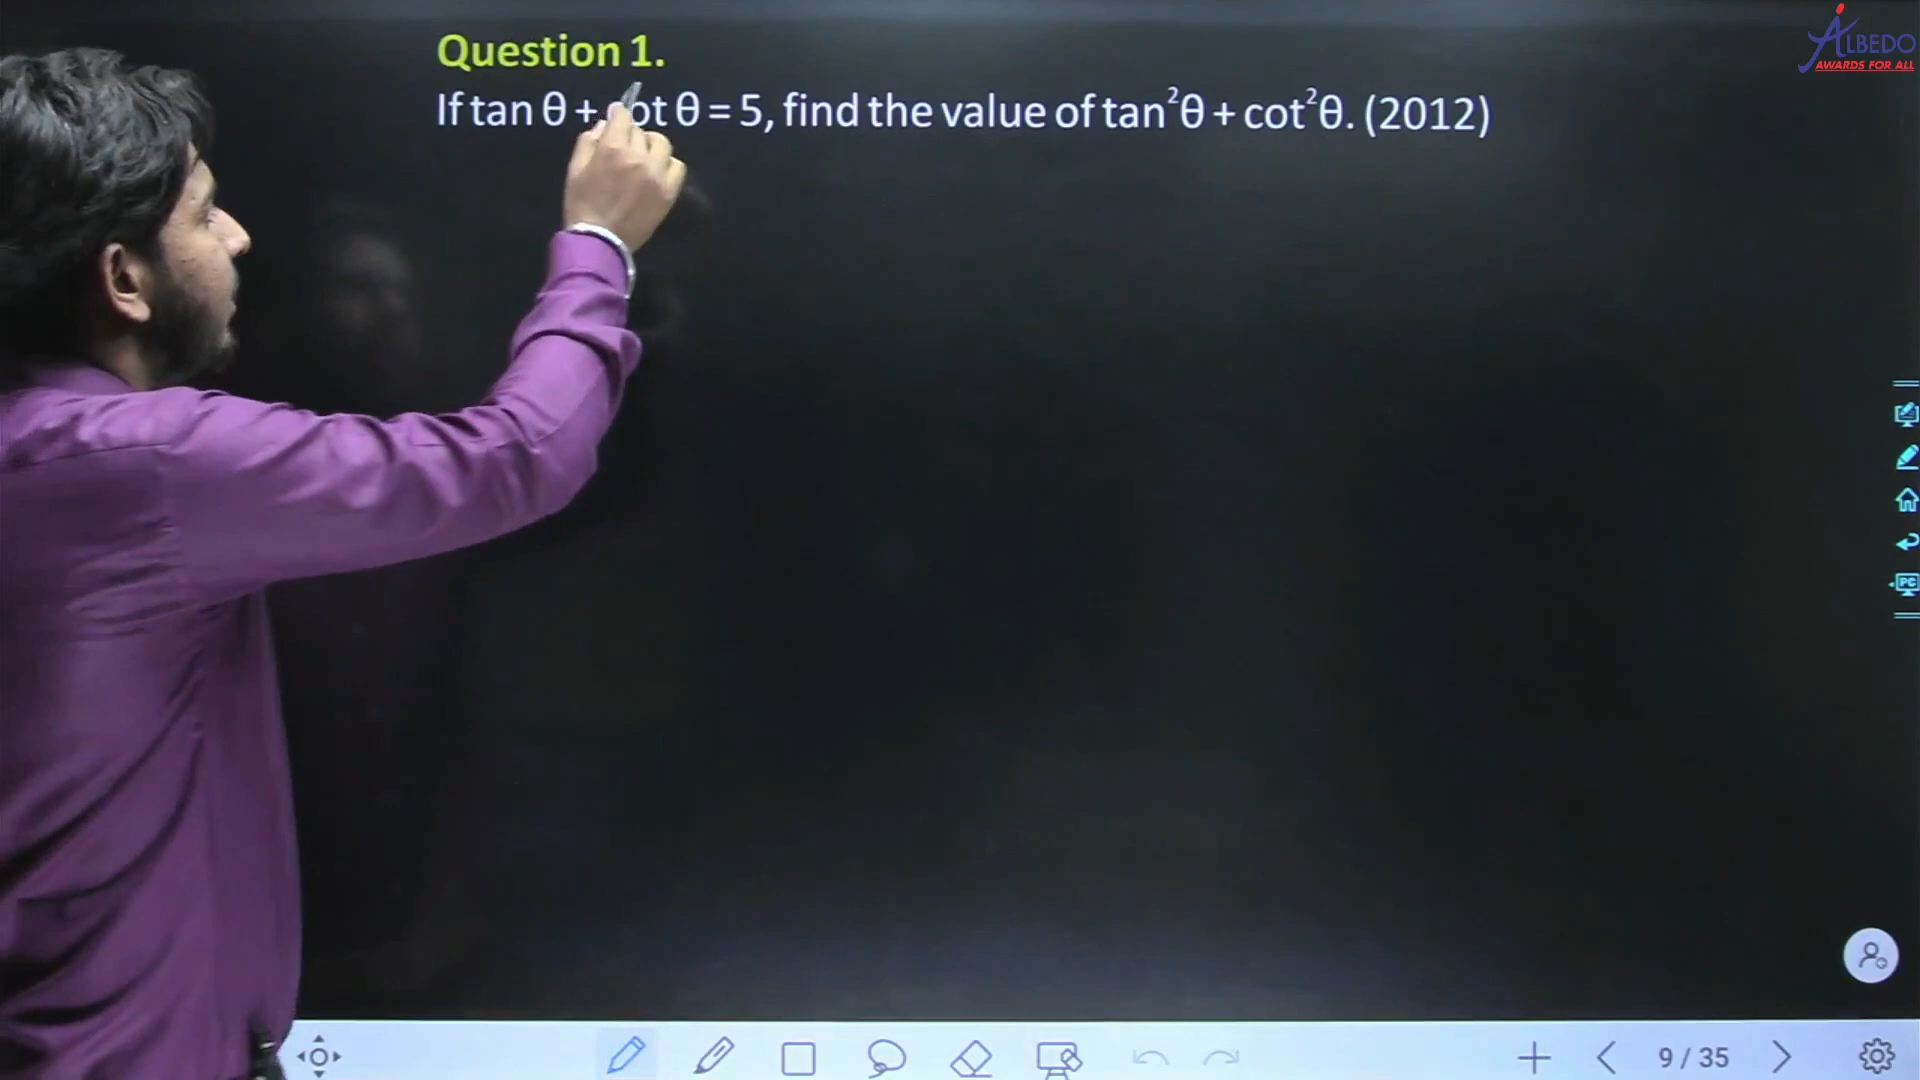 ALBEDO
AWARDS FOR ALL
Question 1.
If tan θ + cot θ = 5, find the value of tan²θ + cot²θ. (2012)
PC
9 / 35